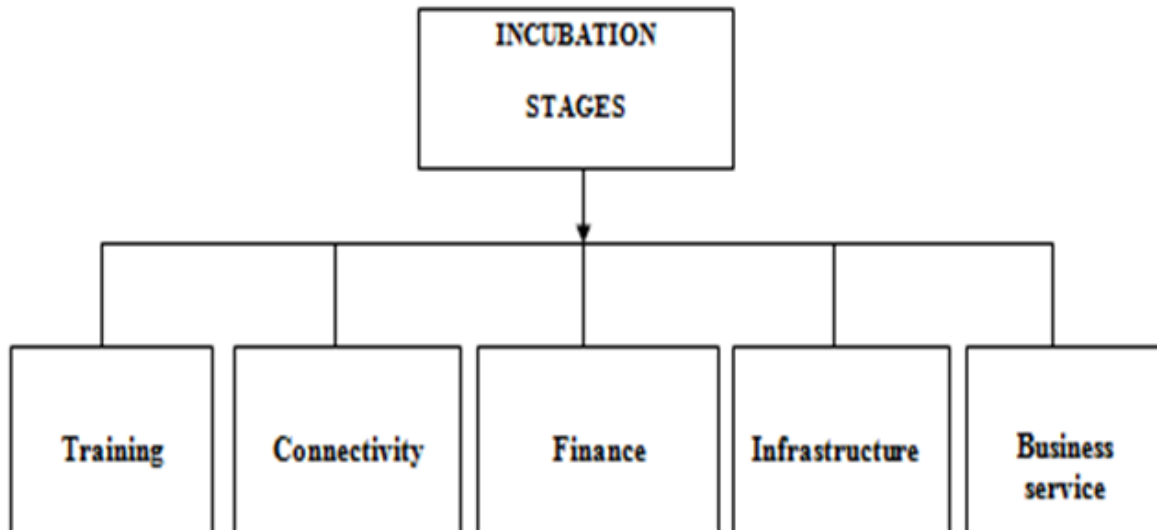 INCUBATION
STAGES
Training
Connectivity
Finance
Infrastructure
Business
service